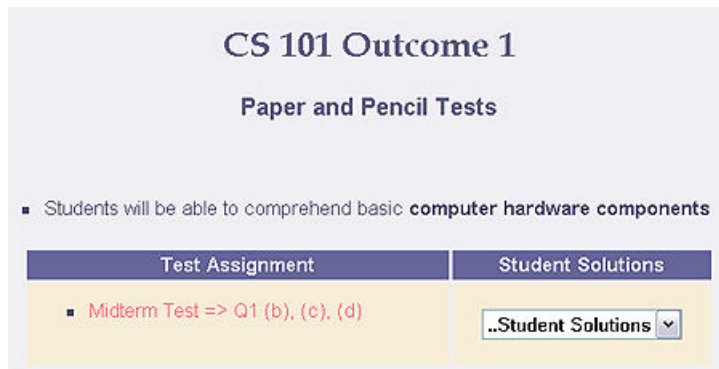 CS 101 Outcome 1
Paper and Pencil Tests
Students will be able to comprehend basic computer hardware components
Test Assignment
Student Solutions
Midterm Test => Q1 (b), (c), (d)
..Student Solutions